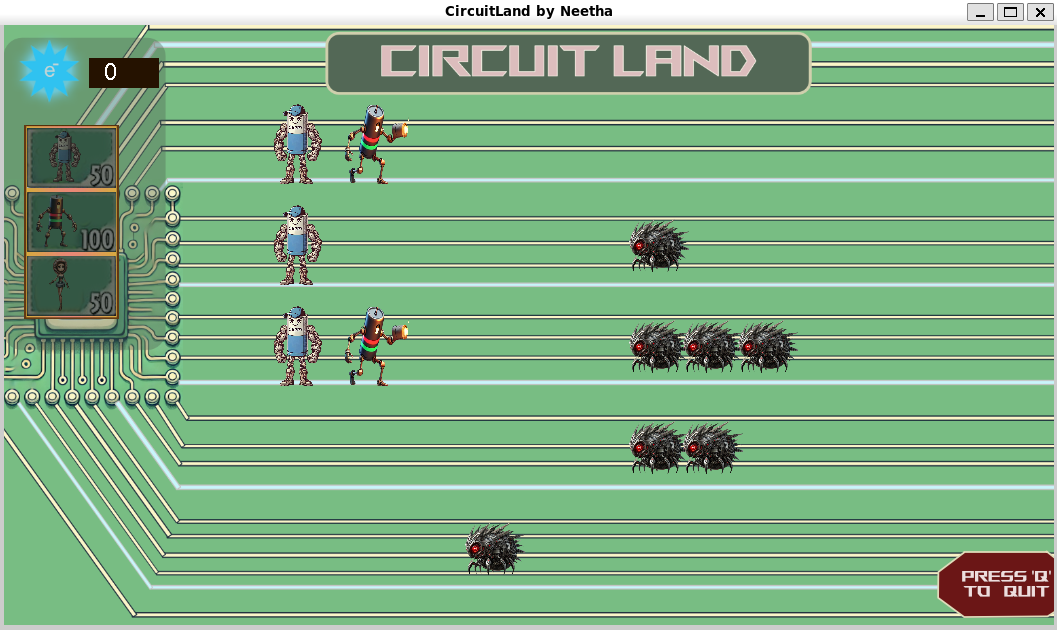 CircuitLand by Neetha
e-
0
CIRCUIT LAND
50
100
50
PRESS 'Q'
TO QUIT